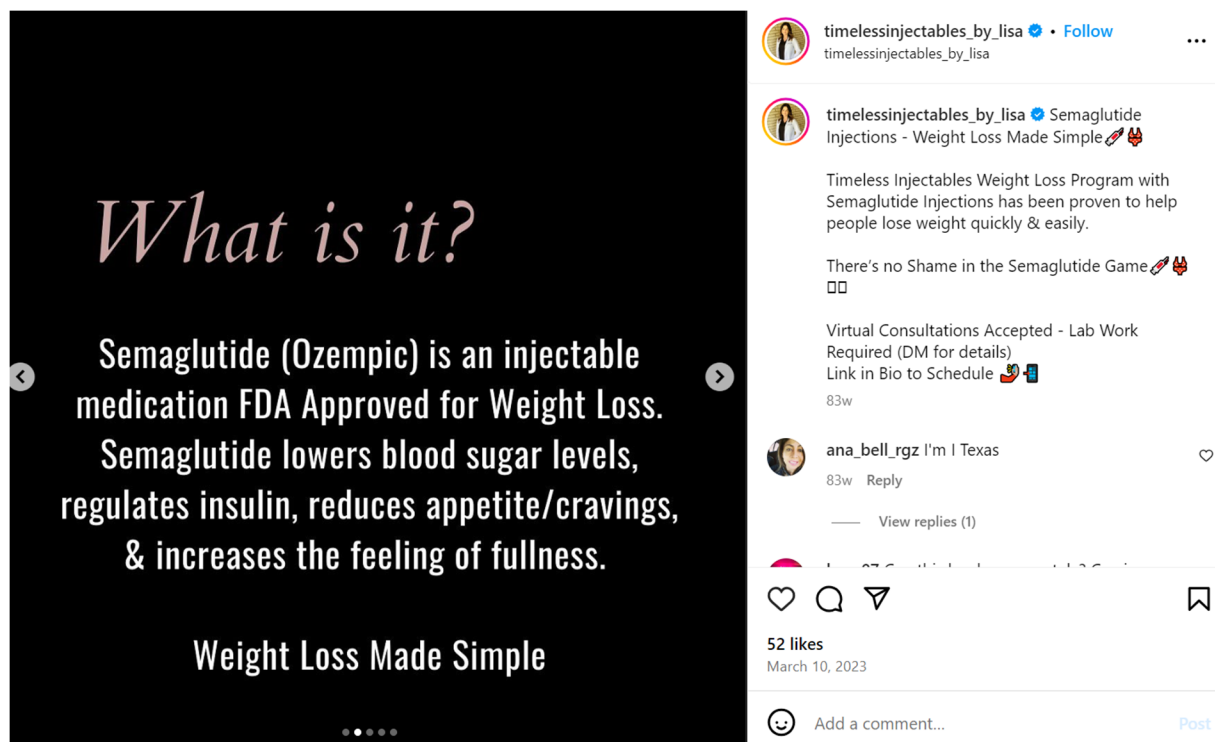 What is it?
Semaglutide (Ozempic) is an injectable
medication FDA Approved for Weight Loss.
Semaglutide lowers blood sugar levels,
regulates insulin, reduces appetite/cravings,
& increases the feeling of fullness.
Weight Loss Made Simple
timelessinjectables_by_lisa • Follow
timelessinjectables_by_lisa
timelessinjectables_by_lisa Semaglutide
Injections - Weight Loss Made Simple
Timeless Injectables Weight Loss Program with
Semaglutide Injections has been proven to help
people lose weight quickly & easily.
There's no Shame in the Semaglutide Game
Virtual Consultations Accepted - Lab Work
Required (DM for details)
Link in Bio to Schedule
83w
ana_bell_rgz I'm I Texas
83w Reply
View replies (1)
52 likes
March 10, 2023
Add a comment... Post